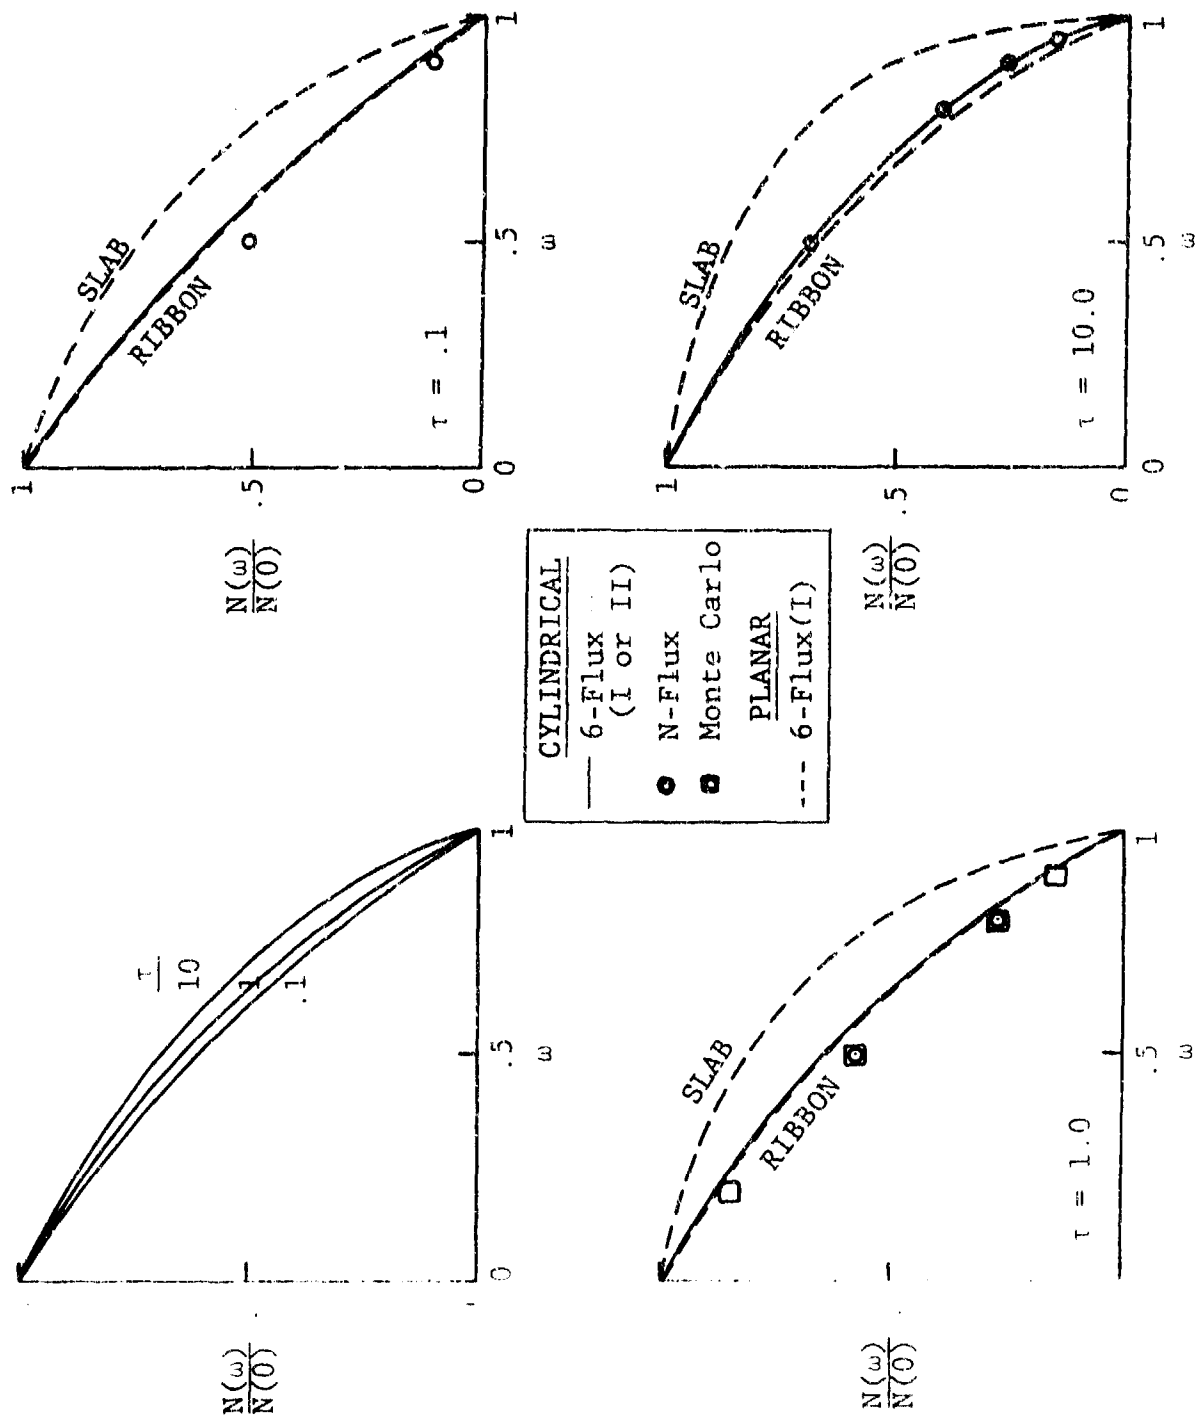 N(ω)
N(0)
τ
10
1
.1
0
.5
1
ω
N(ω)
N(0)
1
.5
0
SLAB
RIBBON
τ = .1
0
.5
1
ω
CYLINDRICAL
6-Flux
(I or II)
N-Flux
Monte Carlo
PLANAR
6-Flux(I)
N(ω)
N(0)
SLAB
RIBBON
τ = 1.0
.5
1
ω
N(ω)
N(0)
1
.5
0
SLAB
RIBBON
τ = 10.0
0
.5
1
ω